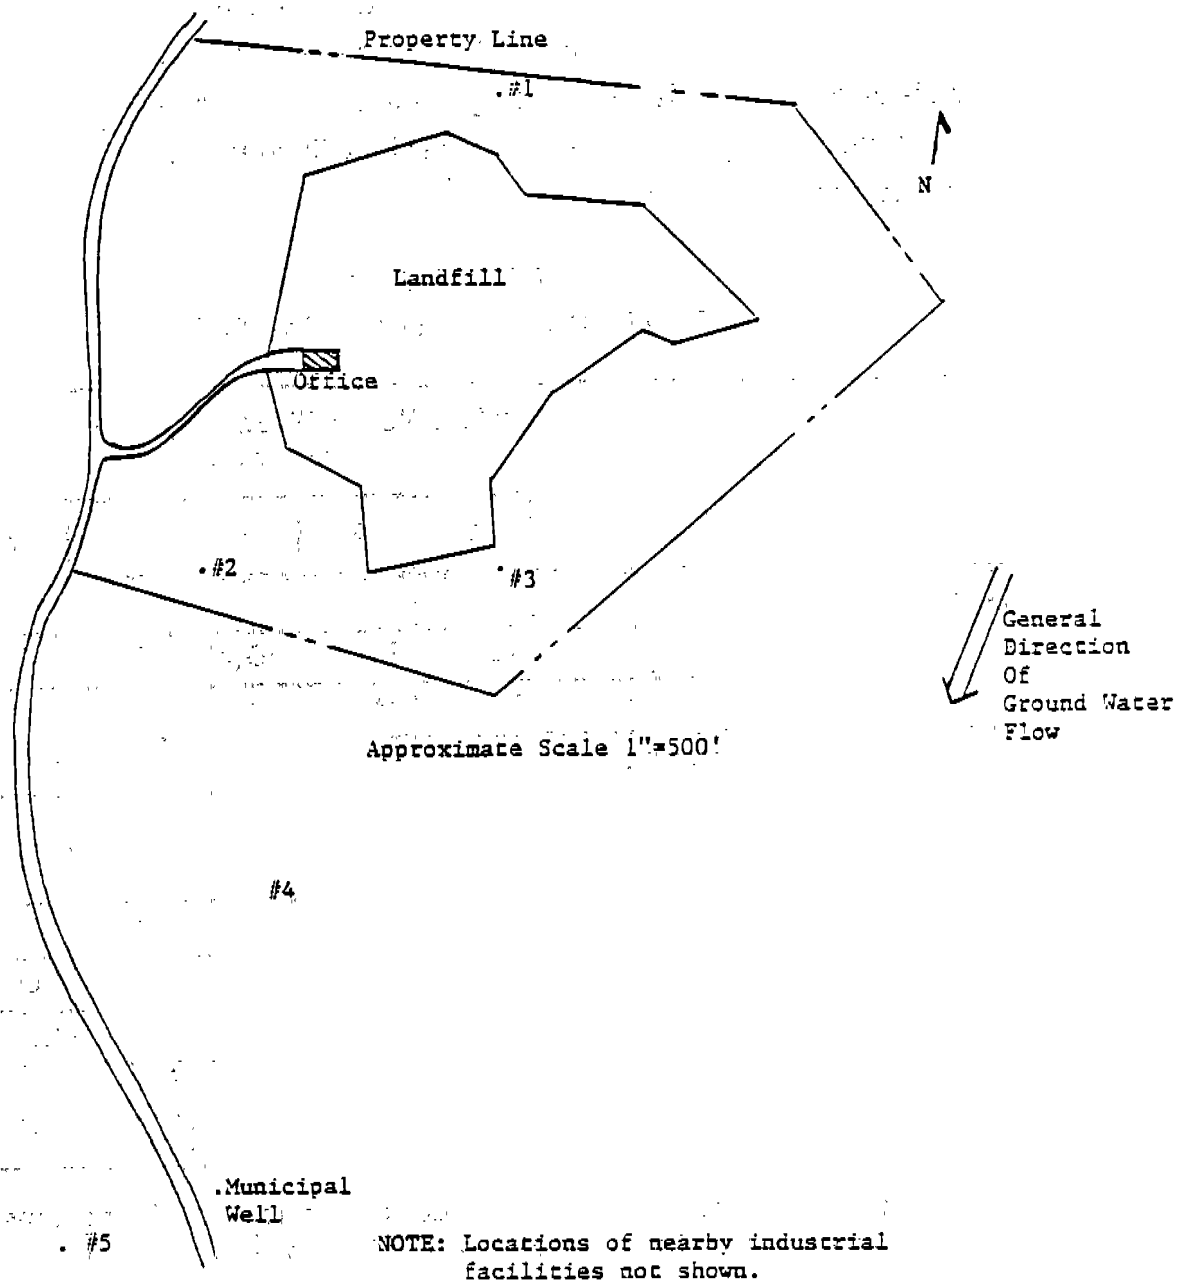 Property Line
.#1
N
Landfill
Office
.#2
.#3
General
Direction
Of
Ground Water
Flow
Approximate Scale 1"=500'
#4
.Municipal
Well
. #5
NOTE: Locations of nearby industrial
facilities not shown.